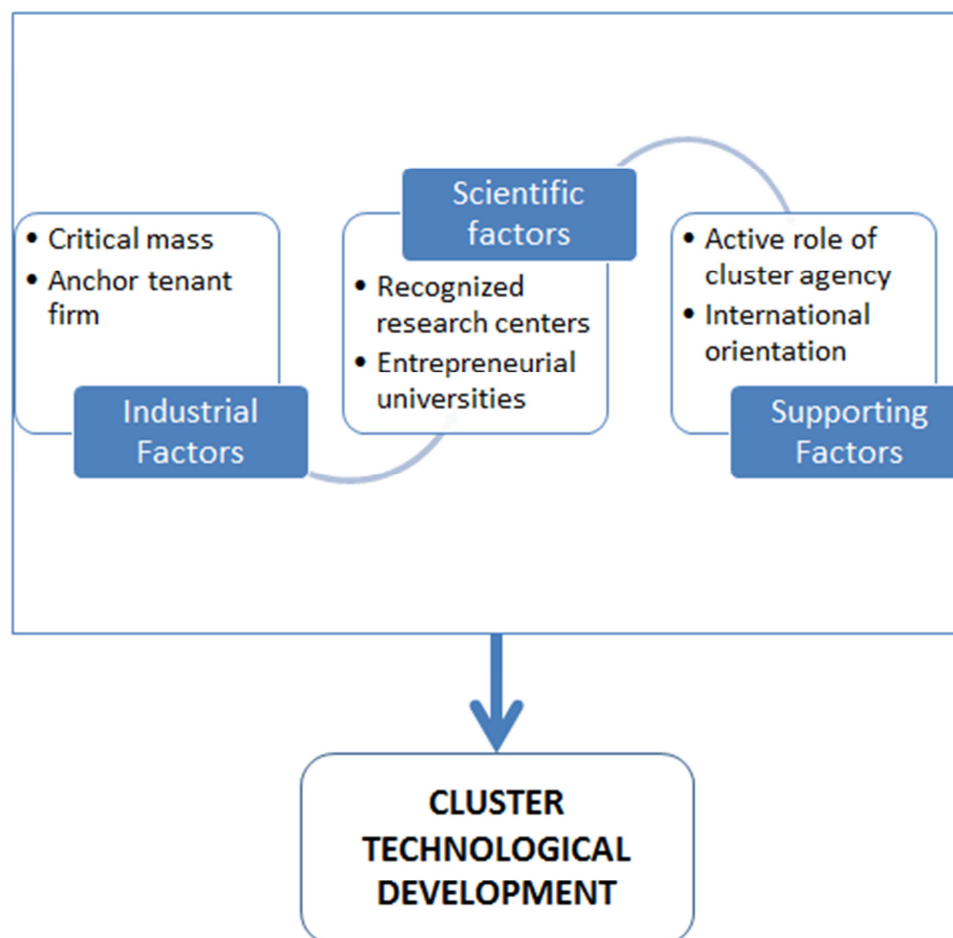 • Critical mass
• Anchor tenant
firm
Industrial
Factors
Scientific
factors
• Recognized
research centers
• Entrepreneurial
universities
• Active role of
cluster agency
• International
orientation
Supporting
Factors
CLUSTER
TECHNOLOGICAL
DEVELOPMENT